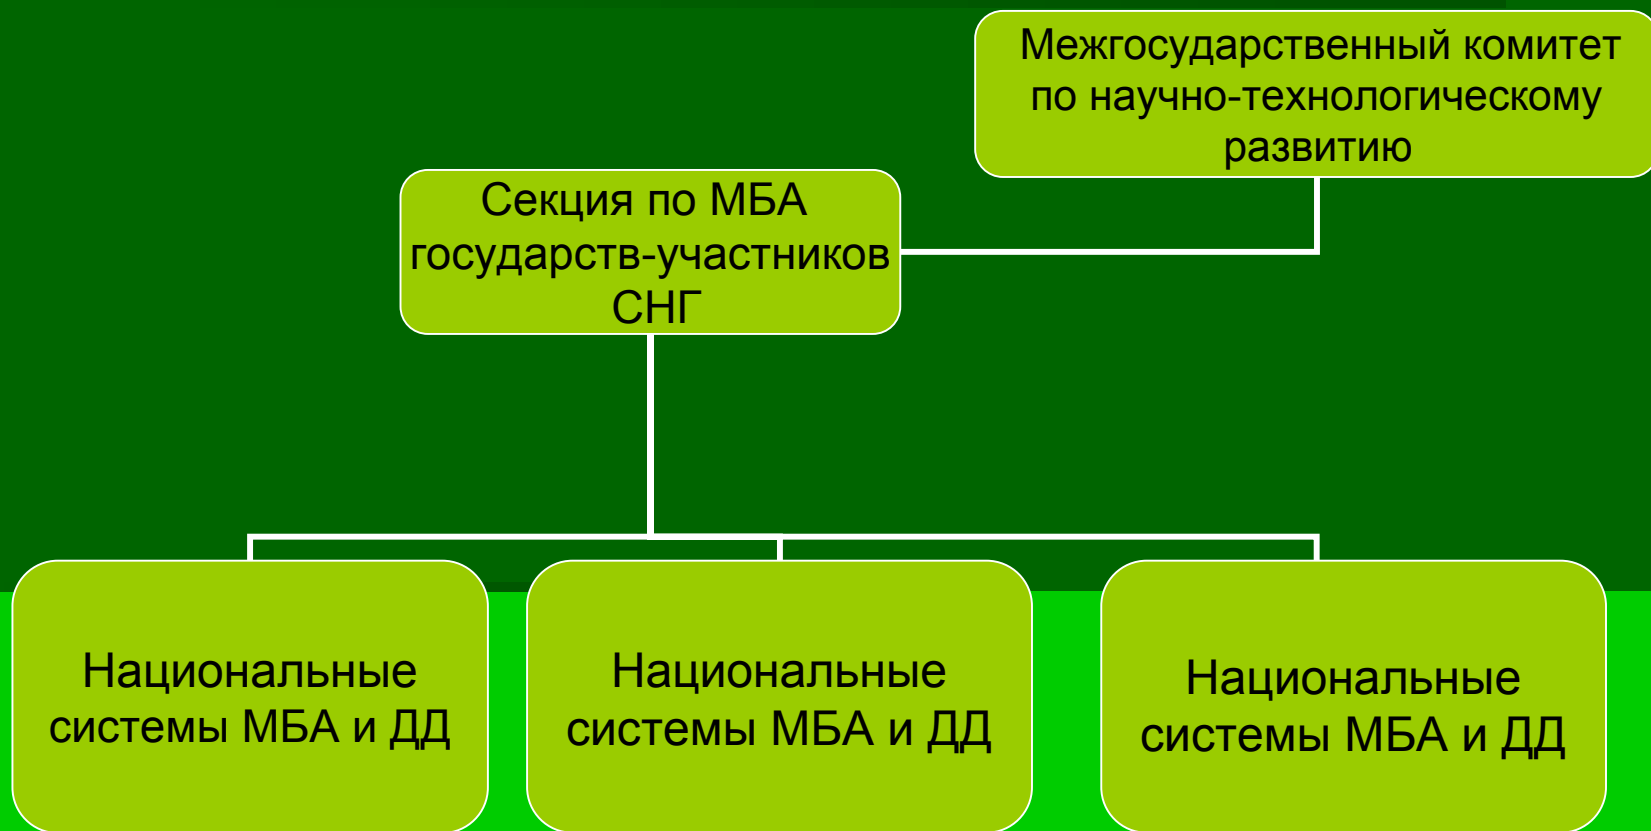 Межгосударственный комитет
по научно-технологическому
развитию
Секция по МБА
государств-участников
СНГ
Национальные
системы МБА и ДД
Национальные
системы МБА и ДД
Национальные
системы МБА и ДД